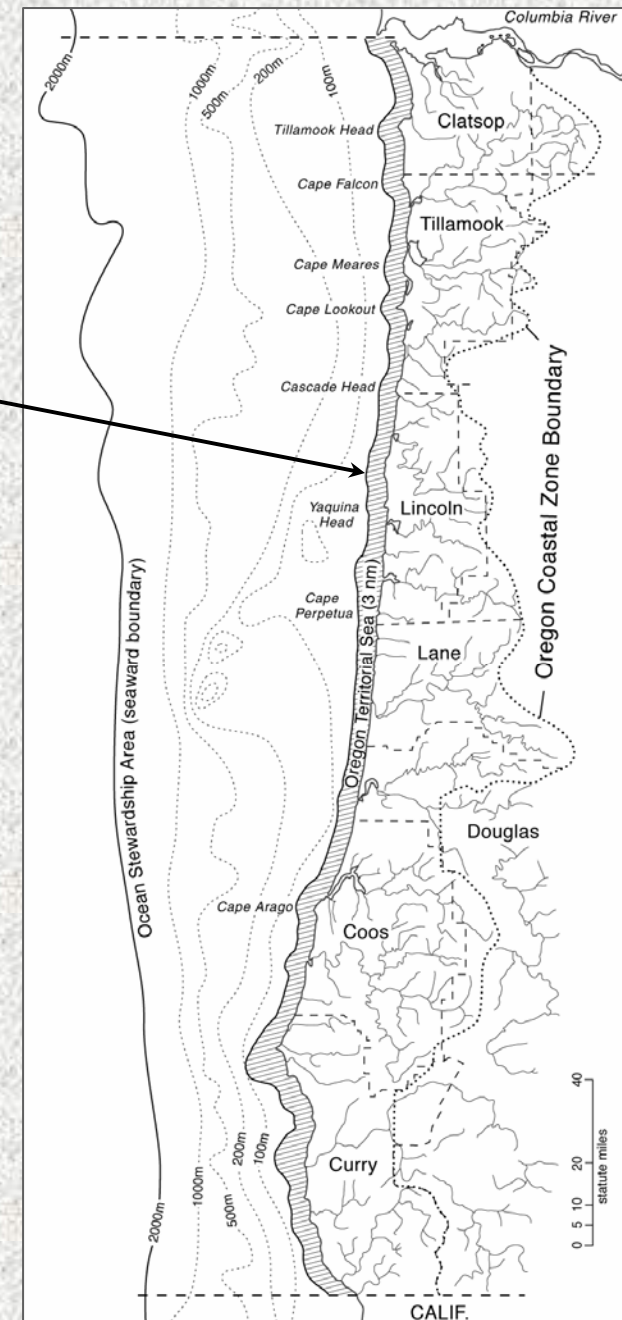 Columbia River
2000m
1000m
500m
200m
100m
Tillamook Head
Clatsop
Cape Falcon
Tillamook
Cape Meares
Cape Lookout
Cascade Head
Oregon Coastal Zone Boundary
Yaquina
Head
Lincoln
Cape
Perpetua
Oregon Territorial Sea (3 nm)
Lane
Ocean Stewardship Area (seaward boundary)
Douglas
Cape Arago
Coos
Curry
2000m
1000m
500m
200m
100m
40
20
10
5
0
statute miles
CALIF.